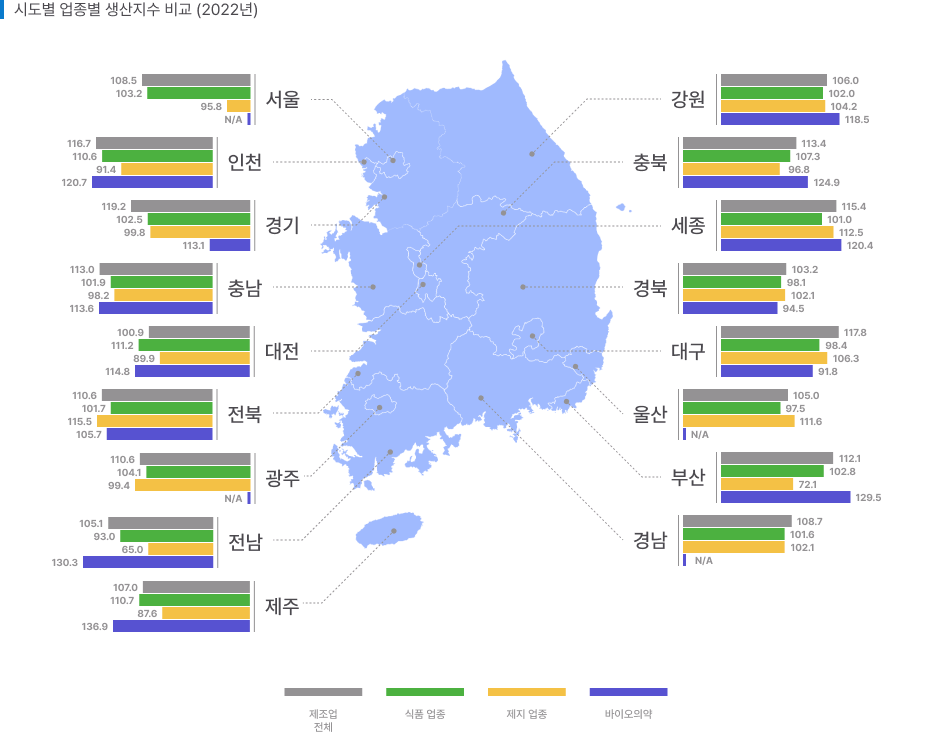 시도별 업종별 생산지수 비교 (2022년)
서울
108.5
103.2
95.8
N/A
인천
116.7
110.6
91.4
120.7
경기
119.2
102.5
99.8
113.1
충남
113.0
101.9
98.2
113.6
대전
100.9
111.2
89.9
114.8
전북
110.6
101.7
115.5
105.7
광주
110.6
104.1
99.4
N/A
전남
105.1
93.0
65.0
130.3
제주
107.0
110.7
87.6
136.9
강원
106.0
102.0
104.2
118.5
충북
113.4
107.3
96.8
124.9
세종
115.4
101.0
112.5
120.4
경북
103.2
98.1
102.1
94.5
대구
117.8
98.4
106.3
91.8
울산
105.0
97.5
111.6
N/A
부산
112.1
102.8
72.1
129.5
경남
108.7
101.6
102.1
N/A
제조업
전체
식품 업종
제지 업종
바이오의약